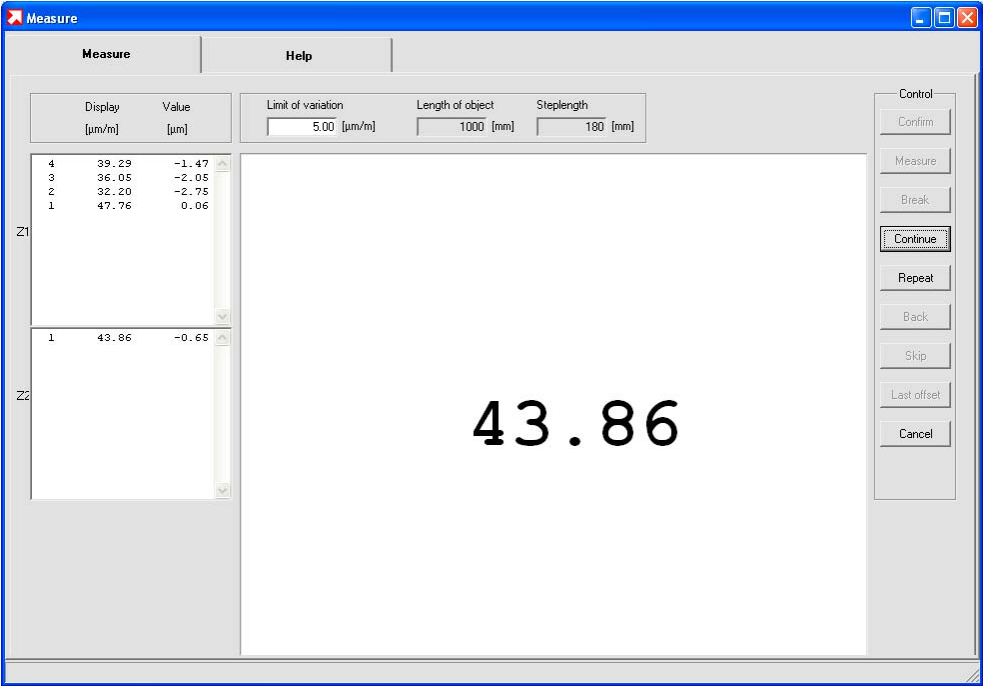 Measure
Measure Help
Display Value
[µm/m] [µm]
Limit of variation Length of object Steplength
5.00 [µm/m] 1000 [mm] 180 [mm]
Z1
4 39.29 -1.47
3 36.05 -2.05
2 32.20 -2.75
1 47.76 0.06
Z2
1 43.86 -0.65
43.86
Control
Confirm
Measure
Break
Continue
Repeat
Back
Skip
Last offset
Cancel